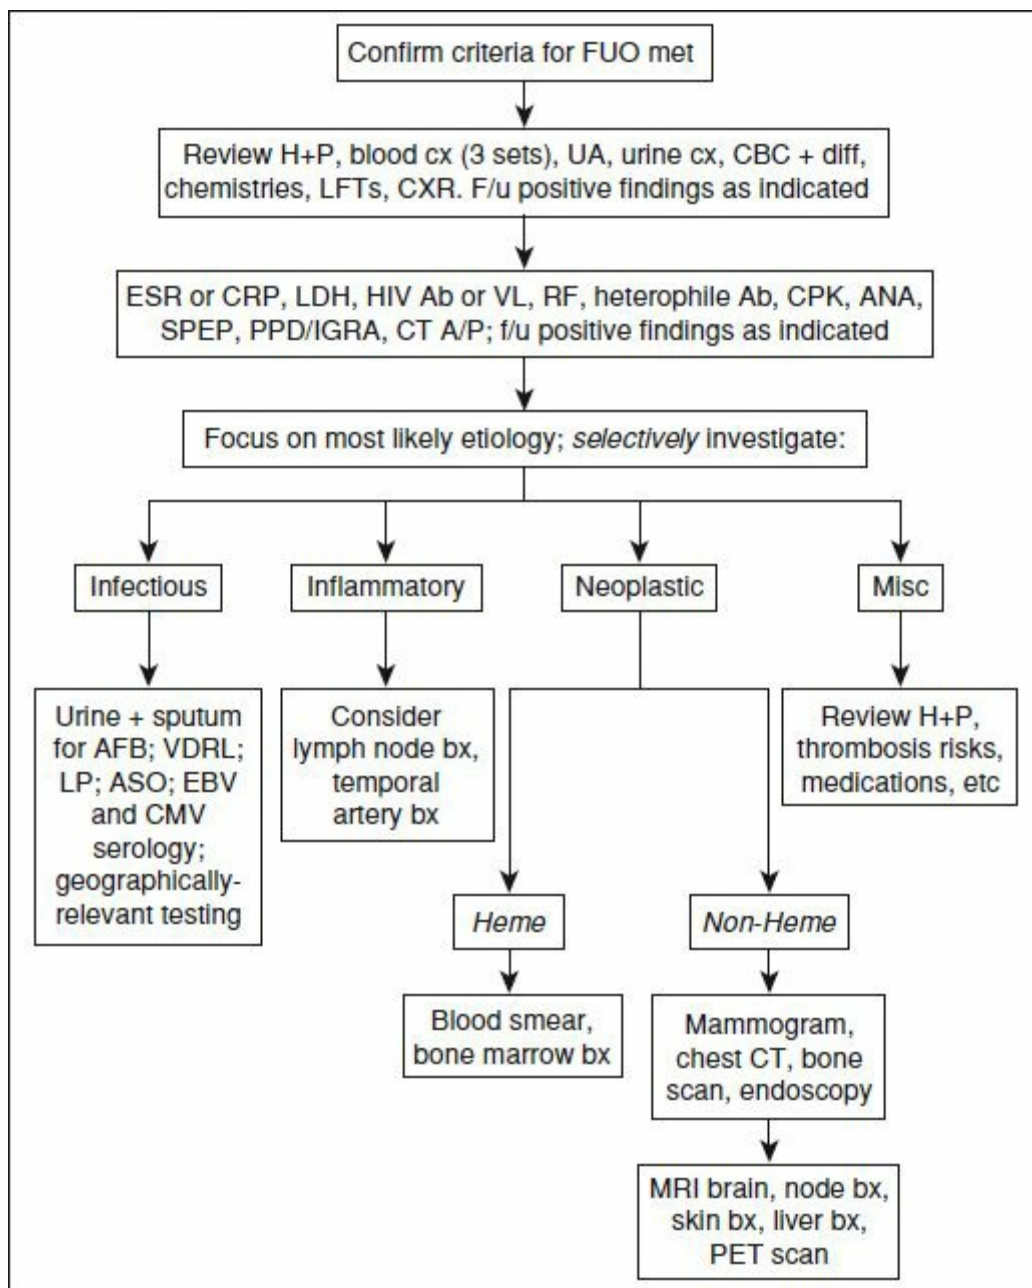 Confirm criteria for FUO met
Review H+P, blood cx (3 sets), UA, urine cx, CBC + diff,
chemistries, LFTs, CXR. F/u positive findings as indicated
ESR or CRP, LDH, HIV Ab or VL, RF, heterophile Ab, CPK, ANA,
SPEP, PPD/IGRA, CT A/P; f/u positive findings as indicated
Focus on most likely etiology; selectively investigate:
Infectious
Inflammatory
Neoplastic
Misc
Urine + sputum
for AFB; VDRL;
LP; ASO; EBV
and CMV
serology;
geographically-
relevant testing
Consider
lymph node bx,
temporal
artery bx
Review H+P,
thrombosis risks,
medications, etc
Heme
Non-Heme
Blood smear,
bone marrow bx
Mammogram,
chest CT, bone
scan, endoscopy
MRI brain, node bx,
skin bx, liver bx,
PET scan